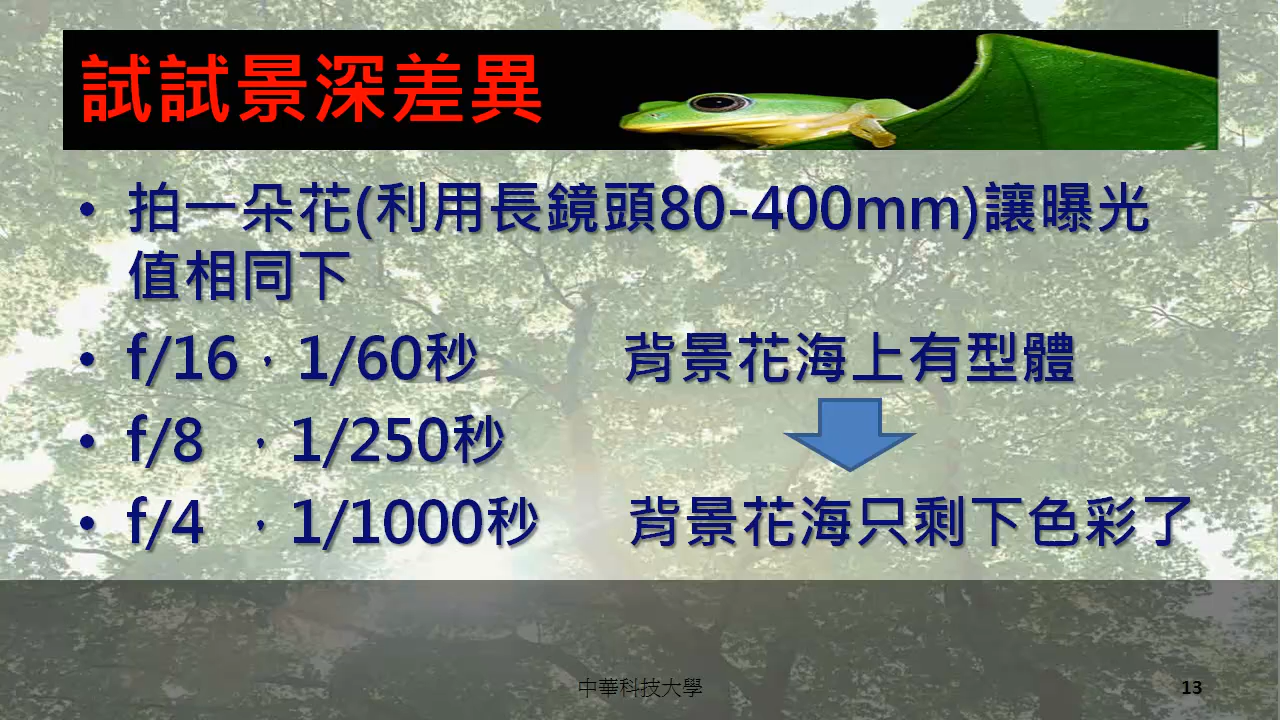 試試景深差異
• 拍一朵花(利用長鏡頭80-400mm)讓曝光
值相同下
• f/16，1/60秒 背景花海上有型體
• f/8 ，1/250秒
• f/4 ，1/1000秒 背景花海只剩下色彩了
中華科技大學 13